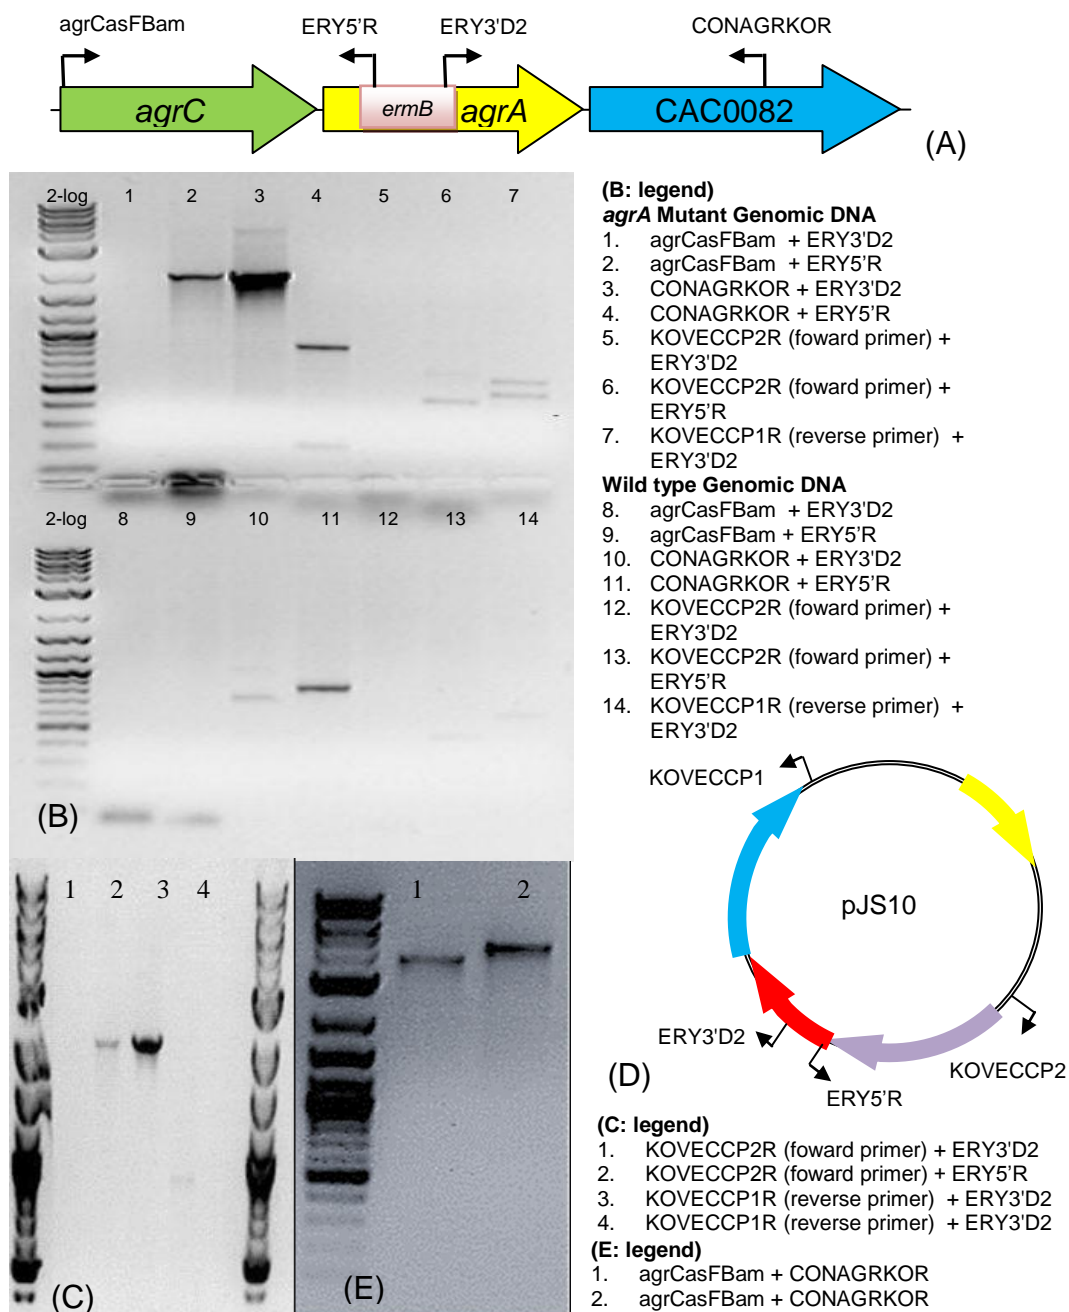 agrCasFBam
ERY5'R
ERY3'D2
CONAGRKOR
agrC
ermB
agrA
CAC0082
(A)
2-log 1 2 3 4 5 6 7
2-log 8 9 10 11 12 13 14
(B)
(B: legend)
agrA Mutant Genomic DNA
1. agrCasFBam + ERY3'D2
2. agrCasFBam + ERY5'R
3. CONAGRKOR + ERY3'D2
4. CONAGRKOR + ERY5'R
5. KOVECCP2R (foward primer) +
ERY3'D2
6. KOVECCP2R (foward primer) +
ERY5'R
7. KOVECCP1R (reverse primer) +
ERY3'D2
Wild type Genomic DNA
8. agrCasFBam + ERY3'D2
9. agrCasFBam + ERY5'R
10. CONAGRKOR + ERY3'D2
11. CONAGRKOR + ERY5'R
12. KOVECCP2R (foward primer) +
ERY3'D2
13. KOVECCP2R (foward primer) +
ERY5'R
14. KOVECCP1R (reverse primer) +
ERY3'D2
KOVECCP1
pJS10
ERY3'D2
ERY5'R
KOVECCP2
(D)
1 2 3 4
(C)
1 2
(E)
(C: legend)
1. KOVECCP2R (foward primer) + ERY3'D2
2. KOVECCP2R (foward primer) + ERY5'R
3. KOVECCP1R (reverse primer) + ERY3'D2
4. KOVECCP1R (reverse primer) + ERY3'D2
(E: legend)
1. agrCasFBam + CONAGRKOR
2. agrCasFBam + CONAGRKOR